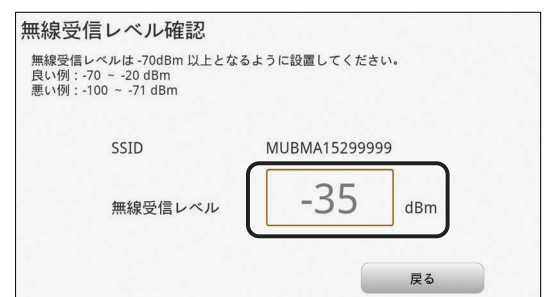 無線受信レベル確認
無線受信レベルは -70dBm 以上となるように設置してください。
良い例 : -70 ~ -20 dBm
悪い例 : -100 ~ -71 dBm
SSID MUBMA15299999
無線受信レベル -35 dBm
戻る